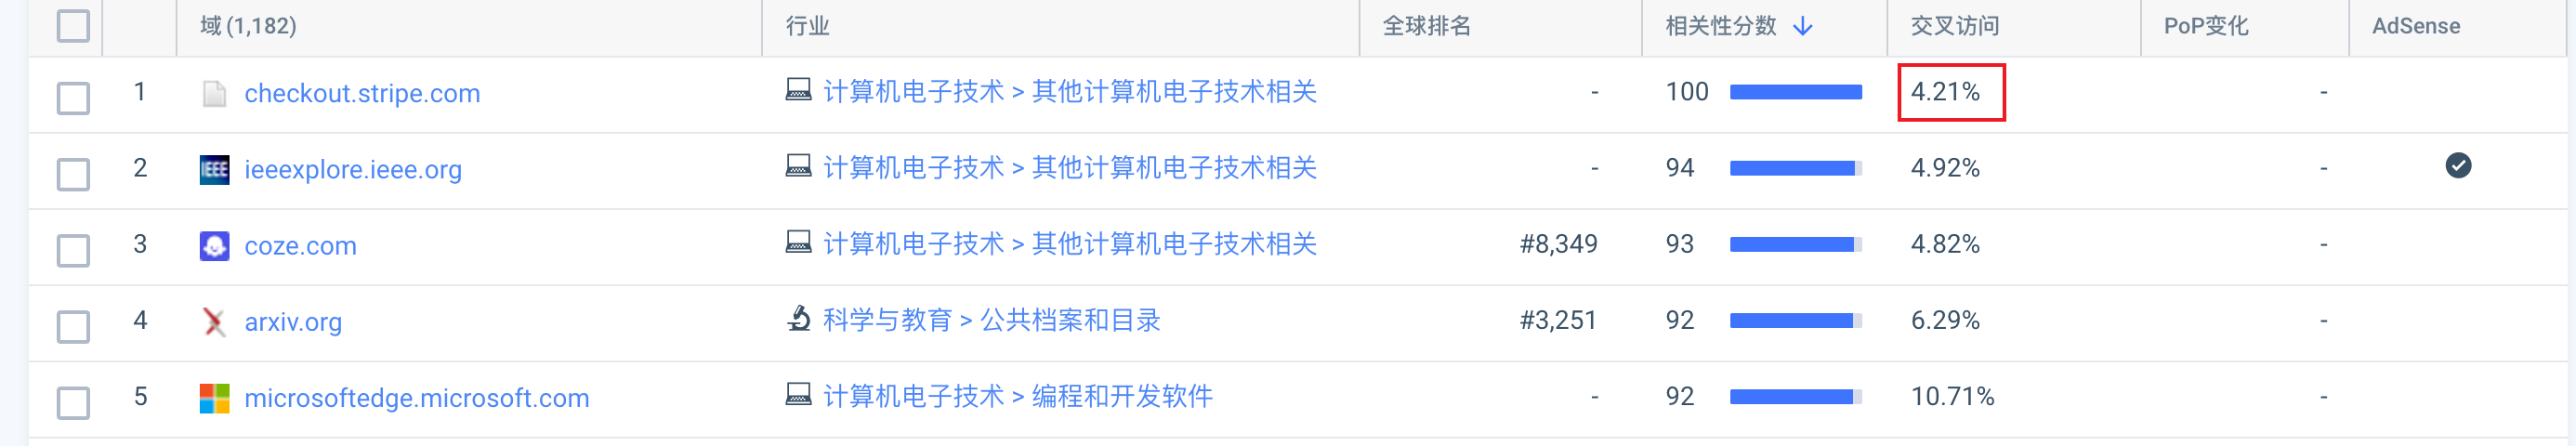 域 (1,182) 行业 全球排名 相关性分数 交叉访问 PoP变化 AdSense
1 checkout.stripe.com 计算机电子技术 > 其他计算机电子技术相关 - 100 4.21% -
2 IEEE ieeexplore.ieee.org 计算机电子技术 > 其他计算机电子技术相关 - 94 4.92% -
3 coze.com 计算机电子技术 > 其他计算机电子技术相关 #8,349 93 4.82% -
4 arxiv.org 科学与教育 > 公共档案和目录 #3,251 92 6.29% -
5 microsoftedge.microsoft.com 计算机电子技术 > 编程和开发软件 - 92 10.71% -